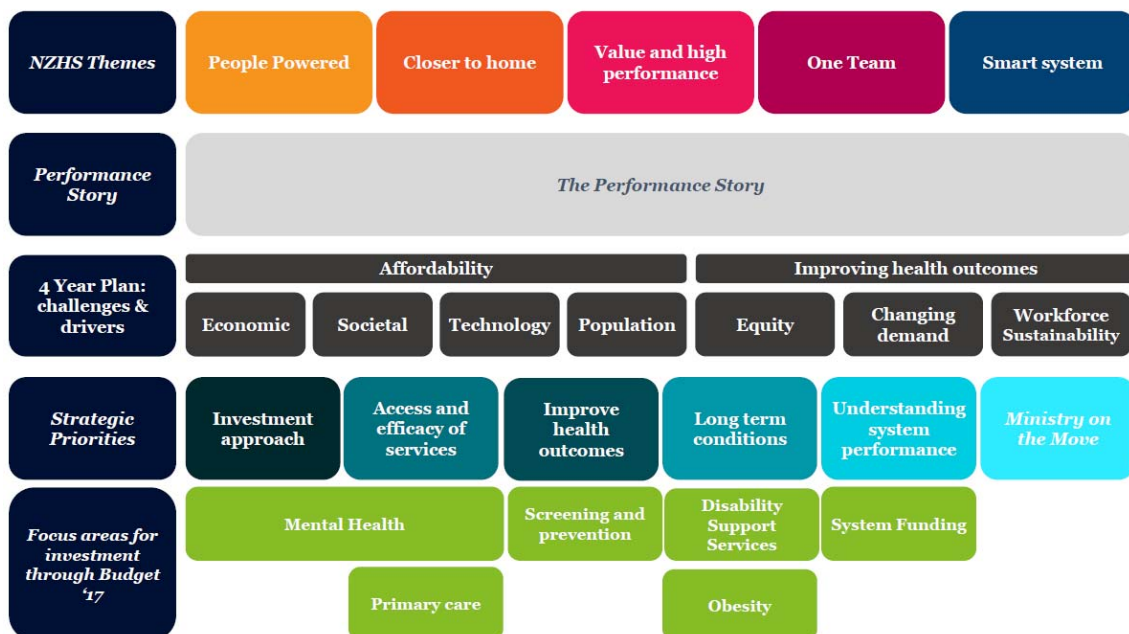 NZHS Themes
People Powered
Closer to home
Value and high
performance
One Team
Smart system
Performance
Story
The Performance Story
4 Year Plan:
challenges &
drivers
Affordability
Improving health outcomes
Economic
Societal
Technology
Population
Equity
Changing
demand
Workforce
Sustainability
Strategic
Priorities
Investment
approach
Access and
efficacy of
services
Improve
health
outcomes
Long term
conditions
Understanding
system
performance
Ministry on
the Move
Focus areas for
investment
through Budget
‘17
Mental Health
Screening and
prevention
Disability
Support
Services
System Funding
Primary care
Obesity